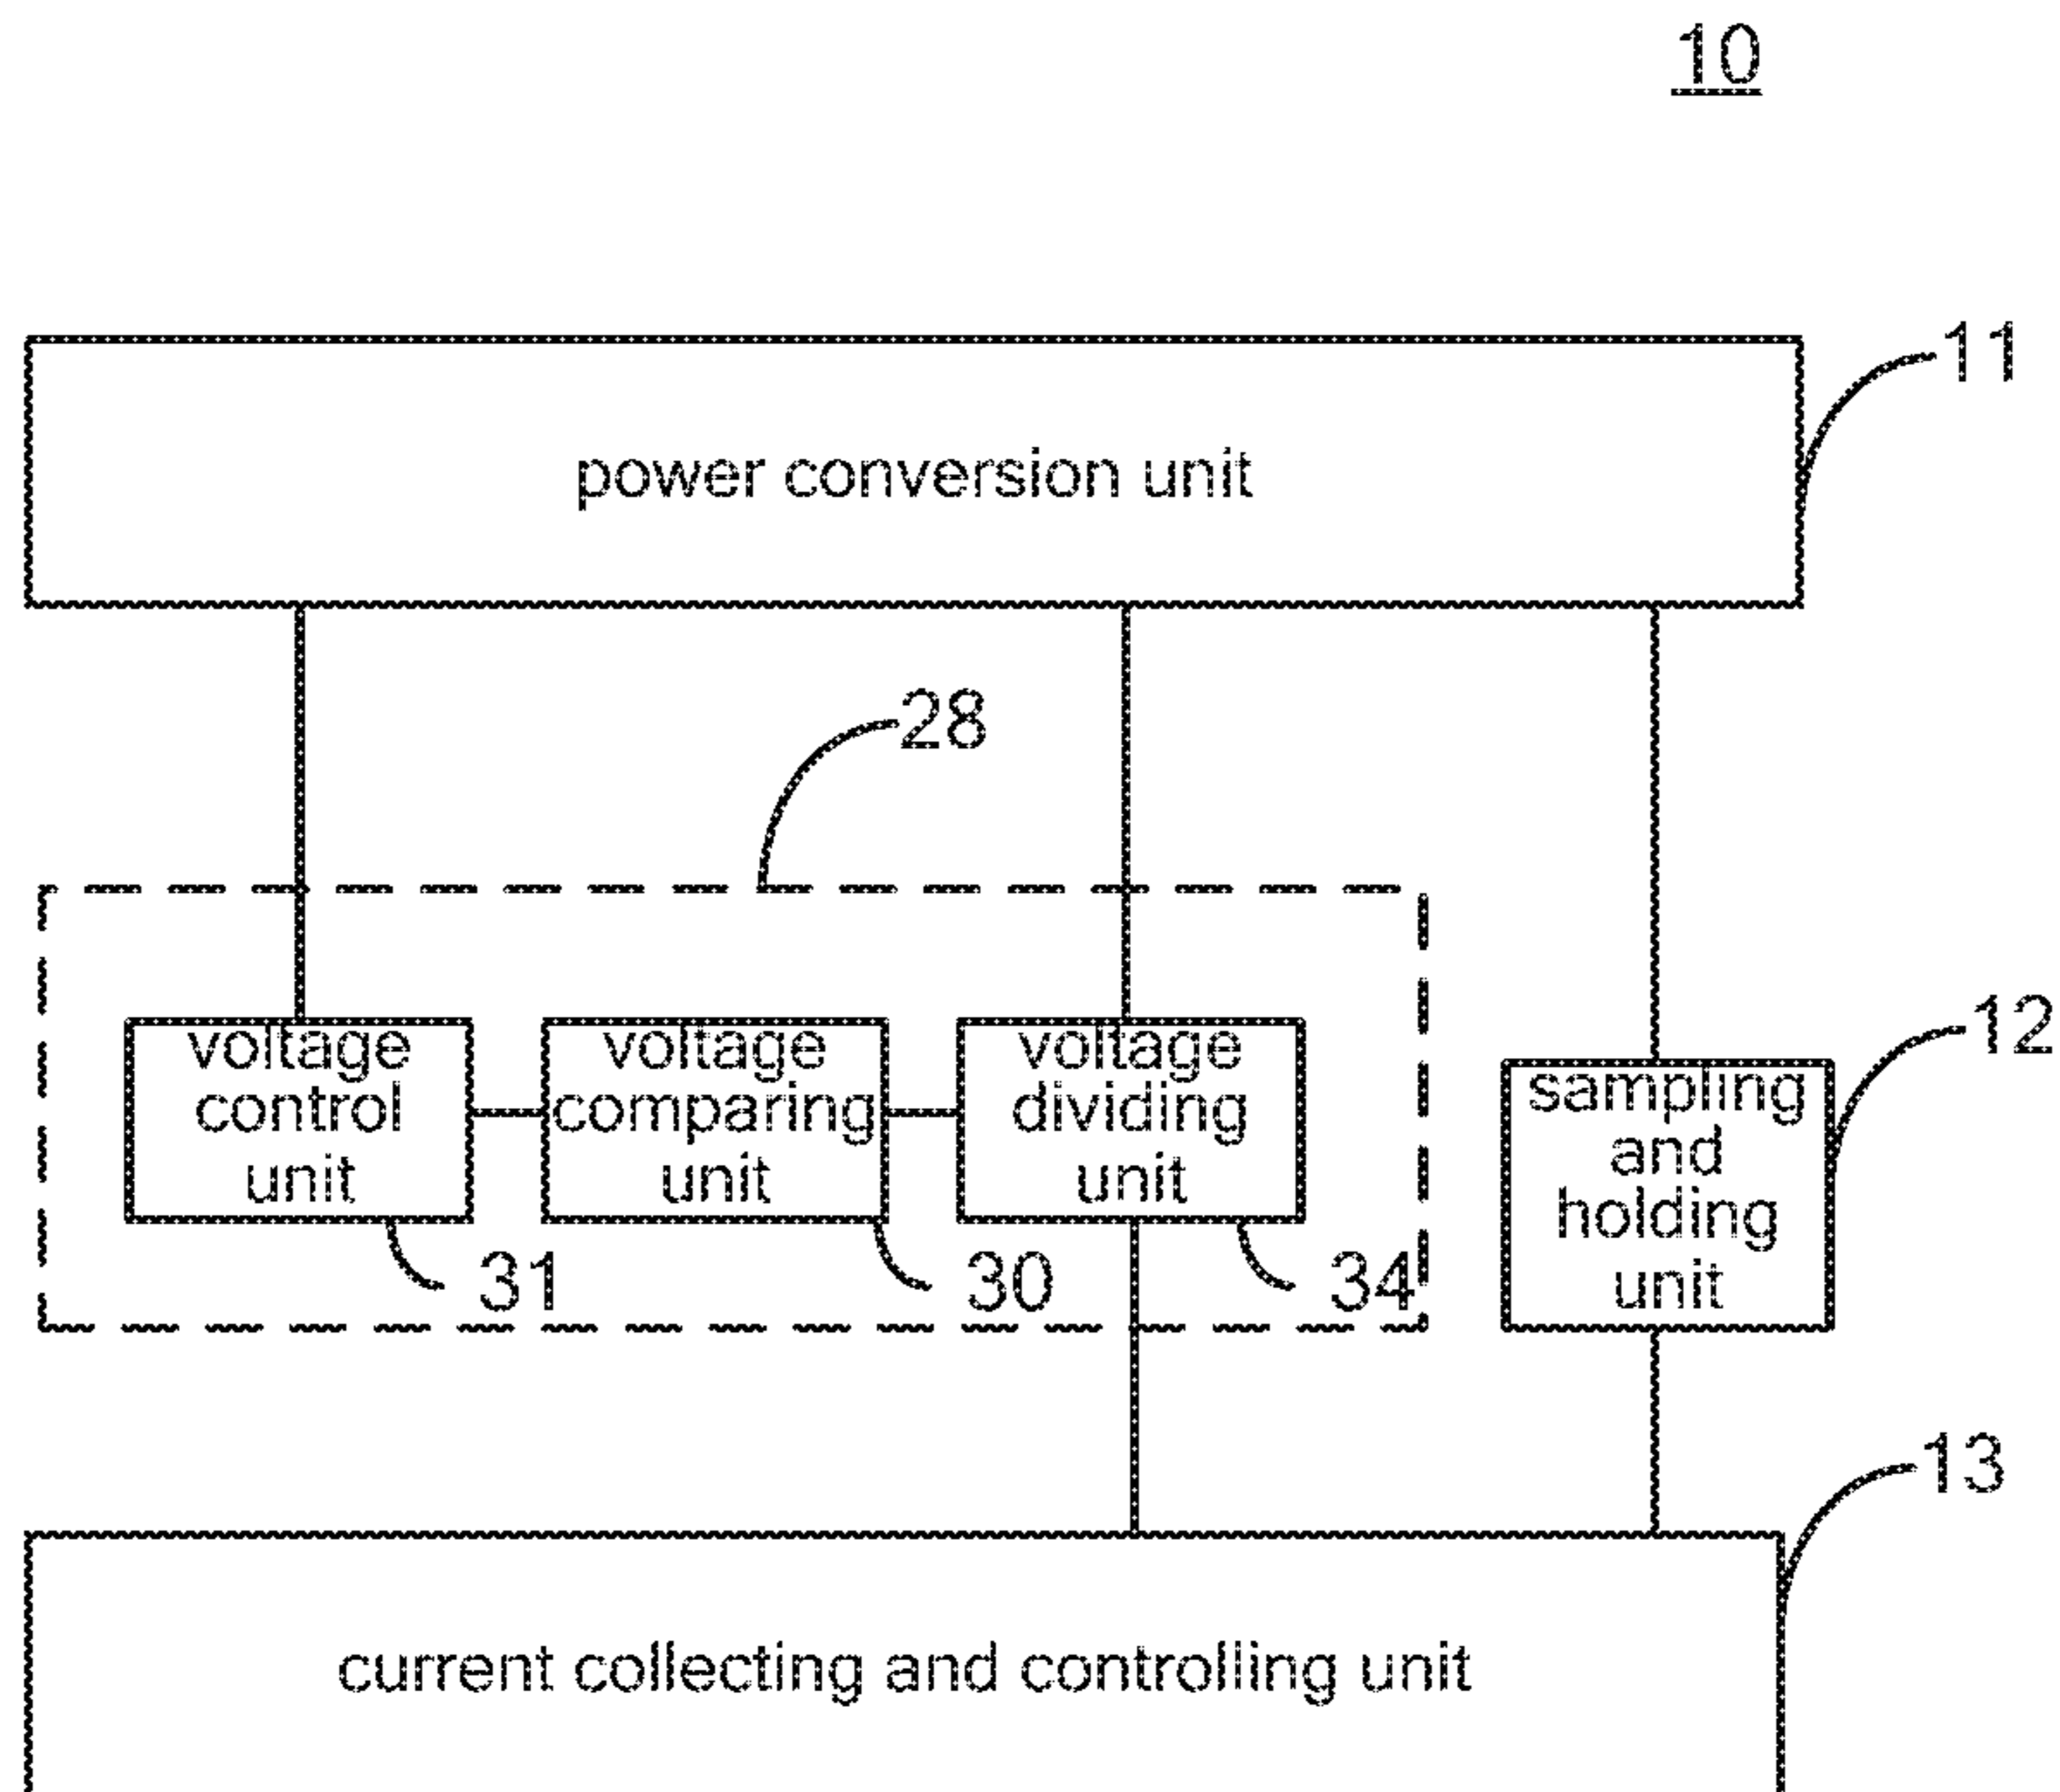 10
11
power conversion unit
28
voltage
control
unit
voltage
comparing
unit
voltage
dividing
unit
sampling
and
holding
unit
12
31
30
34
13
current collecting and controlling unit